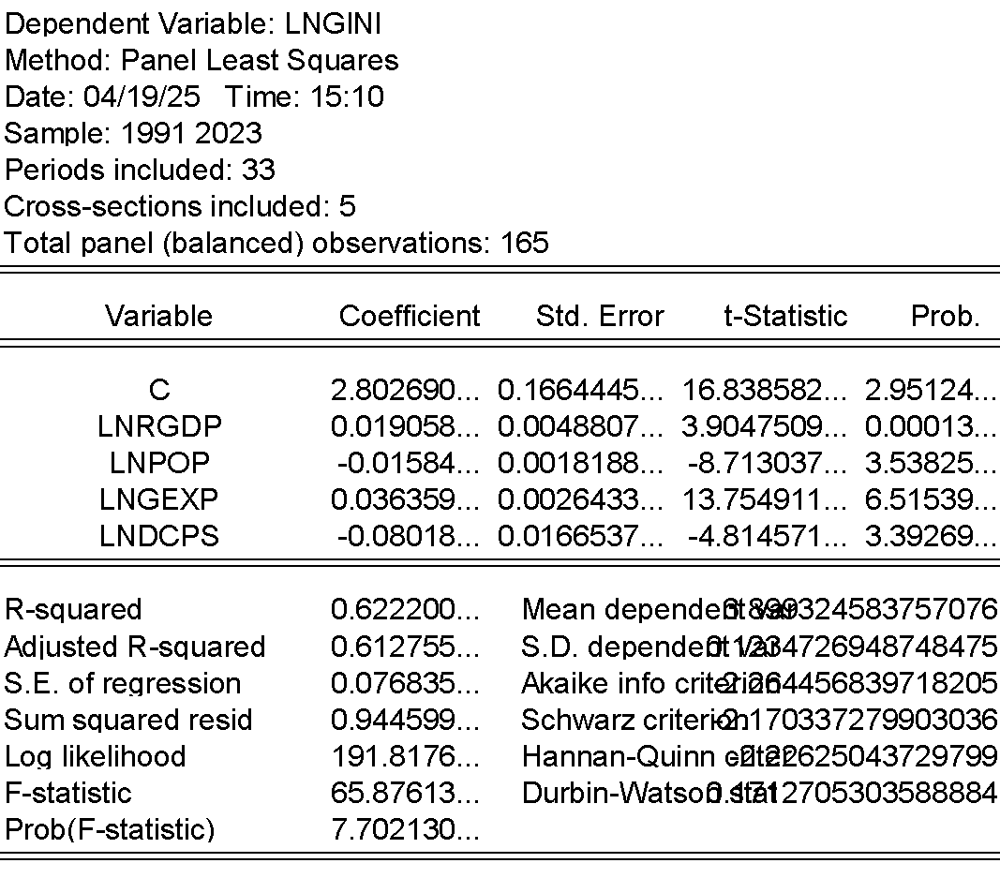 Dependent Variable: LNGINI
Method: Panel Least Squares
Date: 04/19/25 Time: 15:10
Sample: 1991 2023
Periods included: 33
Cross-sections included: 5
Total panel (balanced) observations: 165
Variable Coefficient Std. Error t-Statistic Prob.
C 2.802690... 0.1664445... 16.838582... 2.95124...
LNRGDP 0.019058... 0.0048807... 3.9047509... 0.00013...
LNPOP -0.01584... 0.0018188... -8.713037... 3.53825...
LNGEXP 0.036359... 0.0026433... 13.754911... 6.51539...
LNDCPS -0.08018... 0.0166537... -4.814571... 3.39269...
R-squared 0.622200... Mean dependent var 3.899324583757076
Adjusted R-squared 0.612755... S.D. dependent var 0.1234726948748475
S.E. of regression 0.076835... Akaike info criterion -2.264456839718205
Sum squared resid 0.944599... Schwarz criterion -2.170337279903036
Log likelihood 191.8176... Hannan-Quinn -2.22625043729799
F-statistic 65.87613... Durbin-Watson stat 0.1712705303588884
Prob(F-statistic) 7.702130...